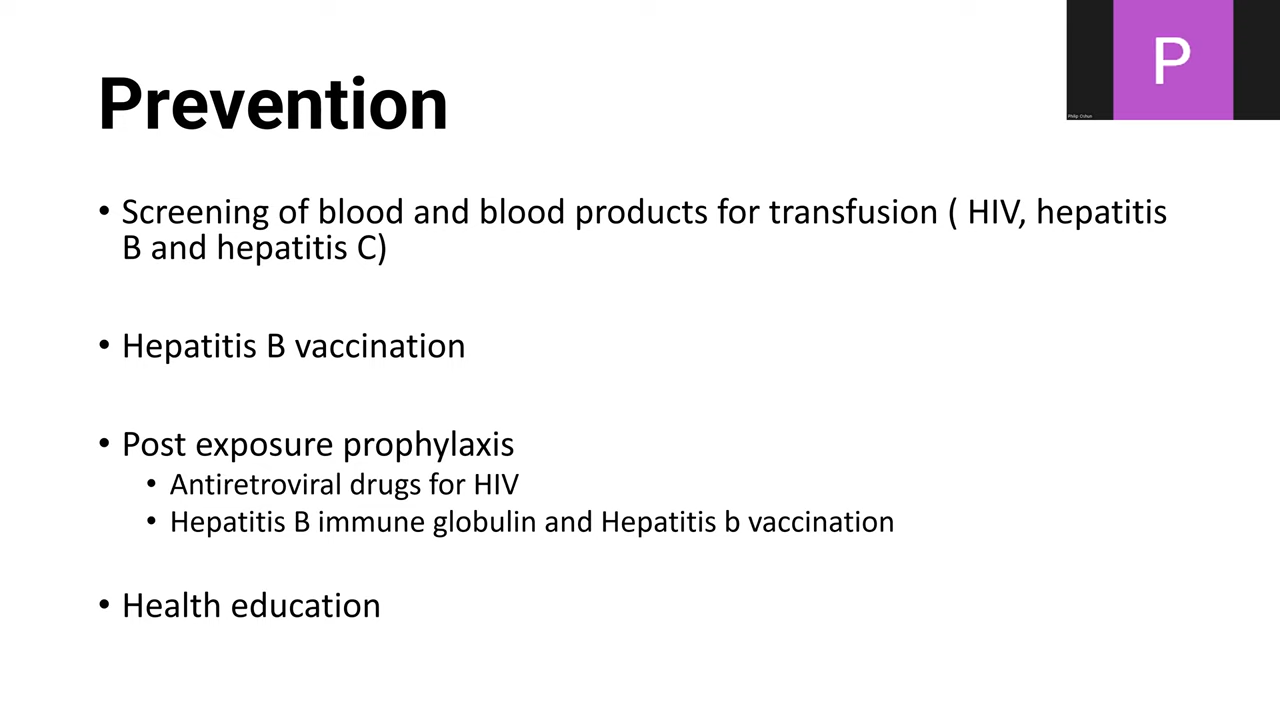 P
Prevention
• Screening of blood and blood products for transfusion ( HIV, hepatitis
B and hepatitis C)
• Hepatitis B vaccination
• Post exposure prophylaxis
• Antiretroviral drugs for HIV
• Hepatitis B immune globulin and Hepatitis b vaccination
• Health education